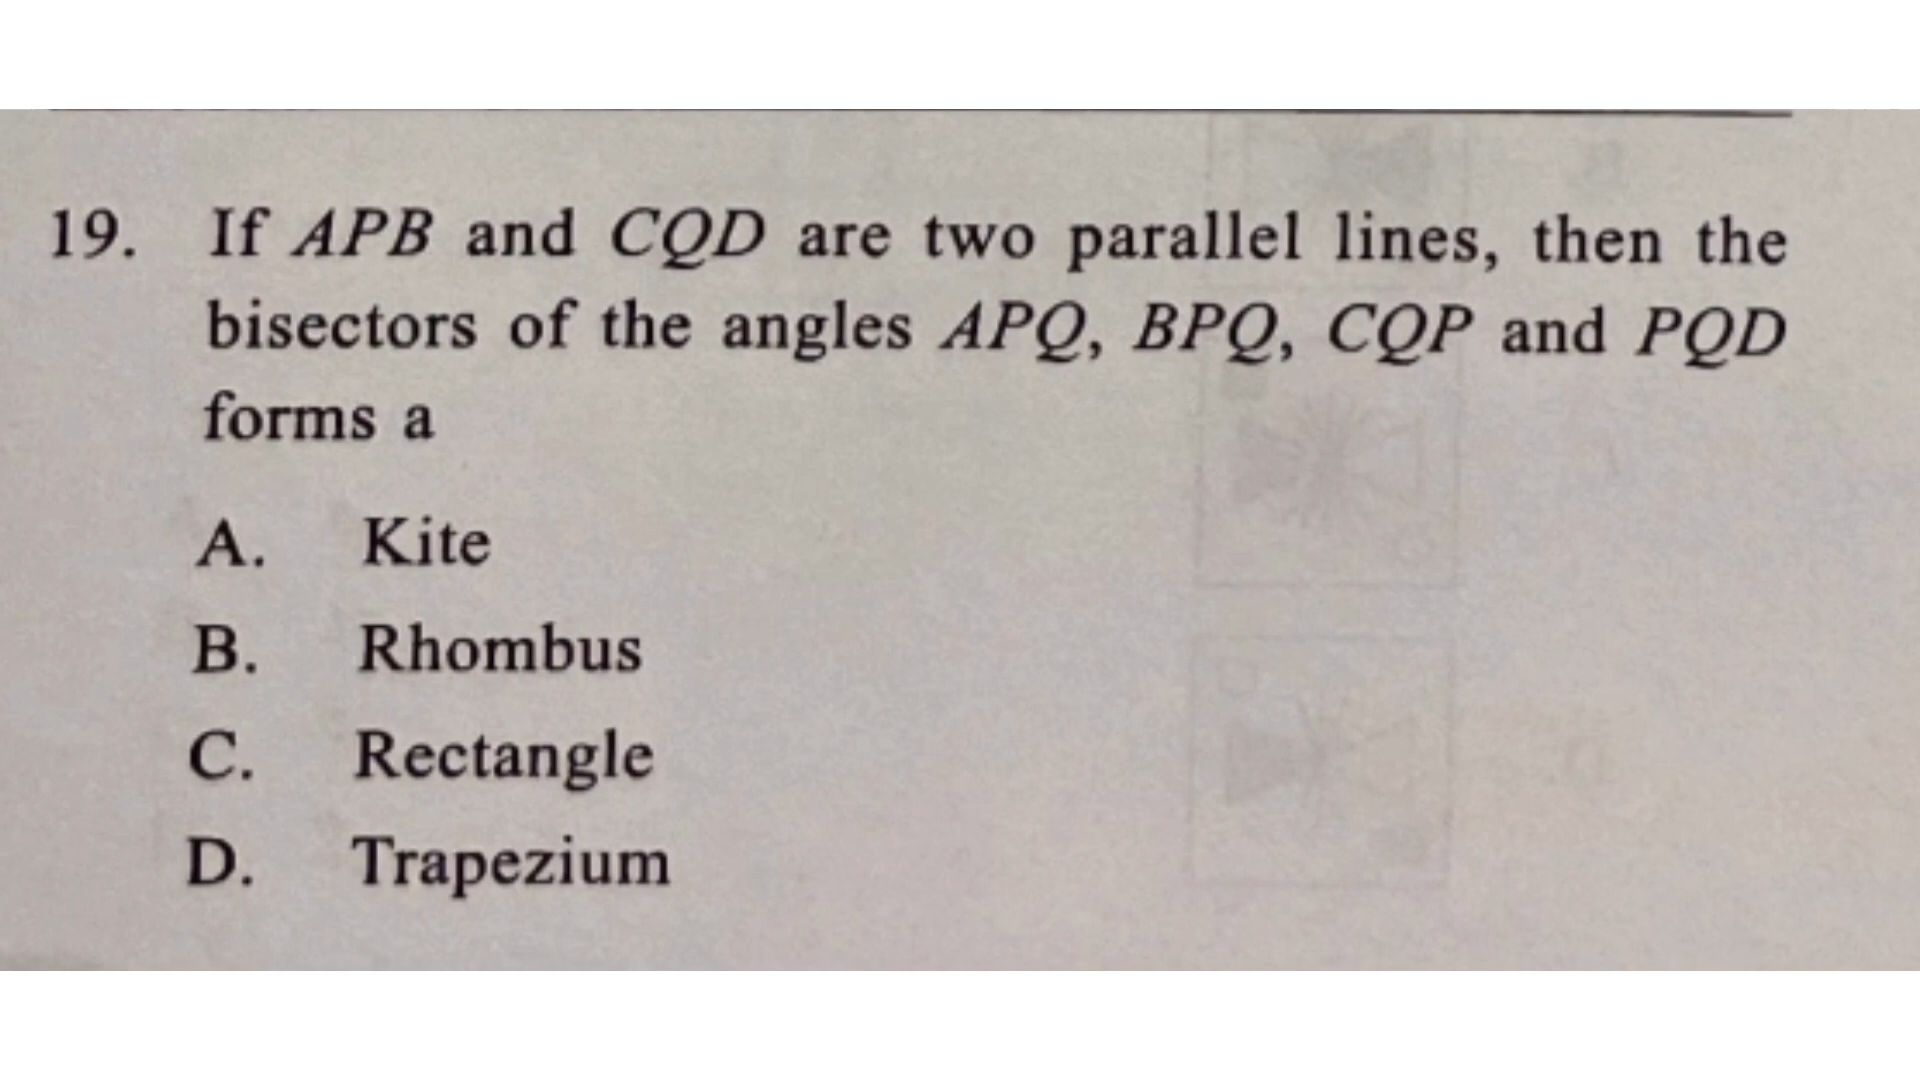 19. If APB and CQD are two parallel lines, then the
bisectors of the angles APQ, BPQ, CQP and PQD
forms a
A. Kite
B. Rhombus
C. Rectangle
D. Trapezium